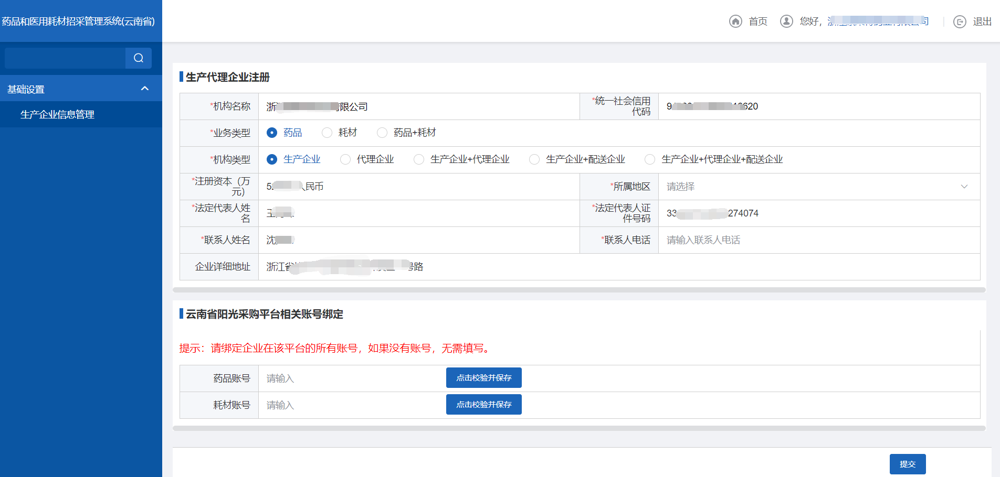 药品和医用耗材招采管理系统(云南省)
首页
您好，
退出
基础设置
生产企业信息管理
生产代理企业注册
*机构名称 浙 有限公司
*统一社会信用代码 9 620
*业务类型 药品 耗材 药品+耗材
*机构类型 生产企业 代理企业 生产企业+代理企业 生产企业+配送企业 生产企业+代理企业+配送企业
*注册资本（万元） 5 人民币
*所属地区 请选择
*法定代表人姓名 王
*法定代表人证件号码 33 274074
*联系人姓名 沈
*联系人电话 请输入联系人电话
企业详细地址 浙江省 号路
云南省阳光采购平台相关账号绑定
提示：请绑定企业在该平台的所有账号，如果没有账号，无需填写。
药品账号 请输入 点击校验并保存
耗材账号 请输入 点击校验并保存
提交